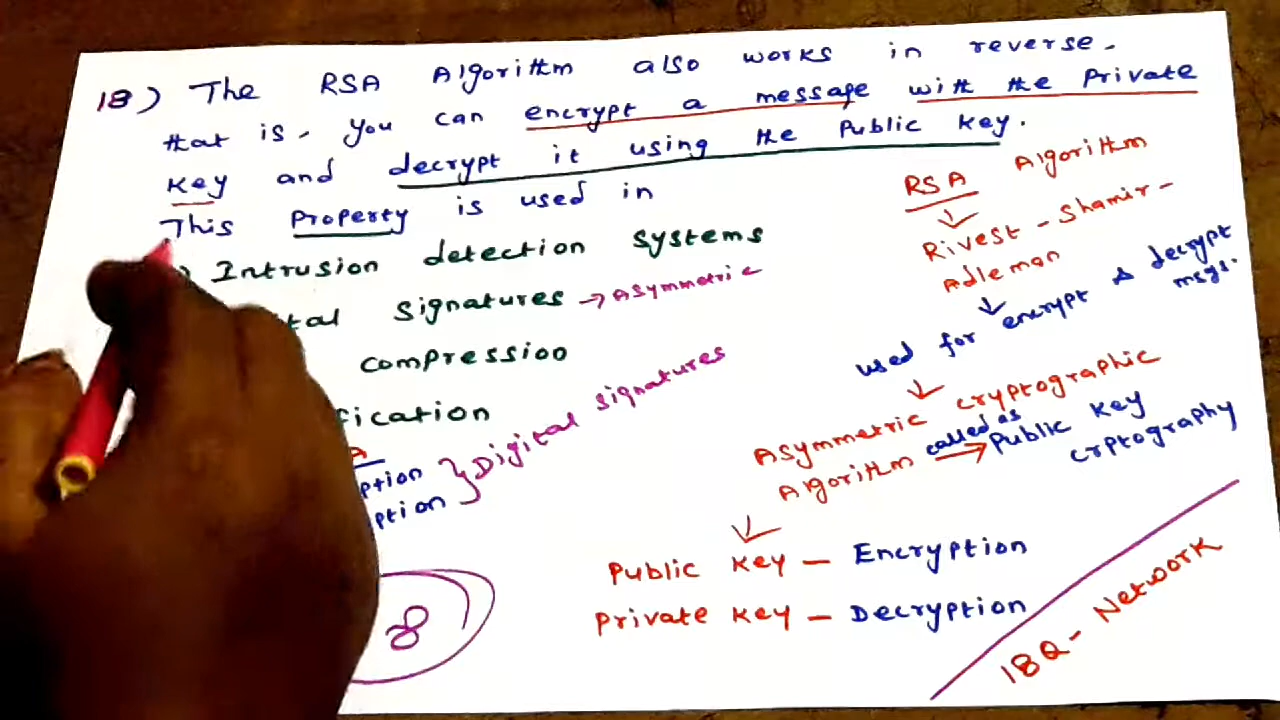 18) The RSA Algorithm also works in reverse.
that is. you can encrypt a message with the private
key and decrypt it using the public key.
This property is used in
Intrusion detection systems
signatures → Asymmetric
compression
Digital signatures
8
RSA Algorithm
Rivest - Shamir -
Adleman
used for encrypt & decrypt
msgs.
Asymmetric cryptographic
Algorithm called as → public key
crptography
public key - Encryption
private key - Decryption
18Q - Network